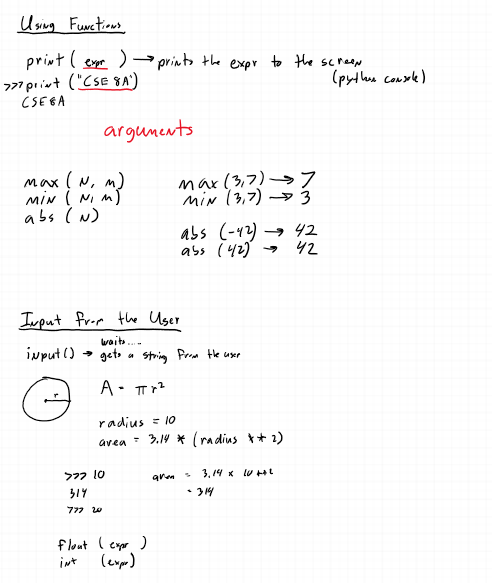 Using Functions
print ( expr ) → prints the expr to the screen
(python console)
>>> print ("CSE 8A")
CSE 8A
arguments
max ( N, m) max (3,7) → 7
min ( N, m) min (3,7) → 3
abs ( N)
abs (-42) → 42
abs (42) → 42
Input from the User
waits....
input() → gets a string from the user
r
A = πr²
radius = 10
area = 3.14 * (radius ** 2)
>>> 10 area = 3.14 * 10 **2
314 = 314
>>> 20
float ( expr )
int (expr)